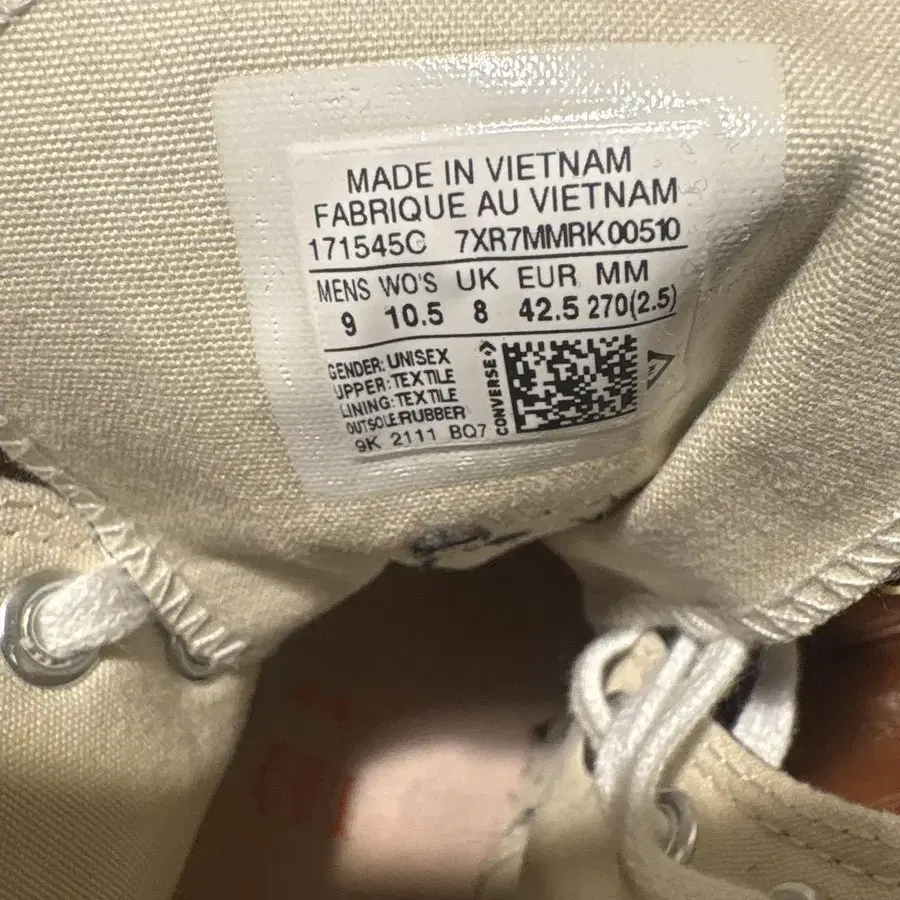 MADE IN VIETNAM
FABRIQUE AU VIETNAM
171545C 7XR7MMRK00510
MENS WO'S UK EUR MM
9 10.5 8 42.5 270(2.5)
GENDER: UNISEX
UPPER: TEXTILE
LINING: TEXTILE
OUTSOLE: RUBBER
9K 2111 BQ7
CONVERSE